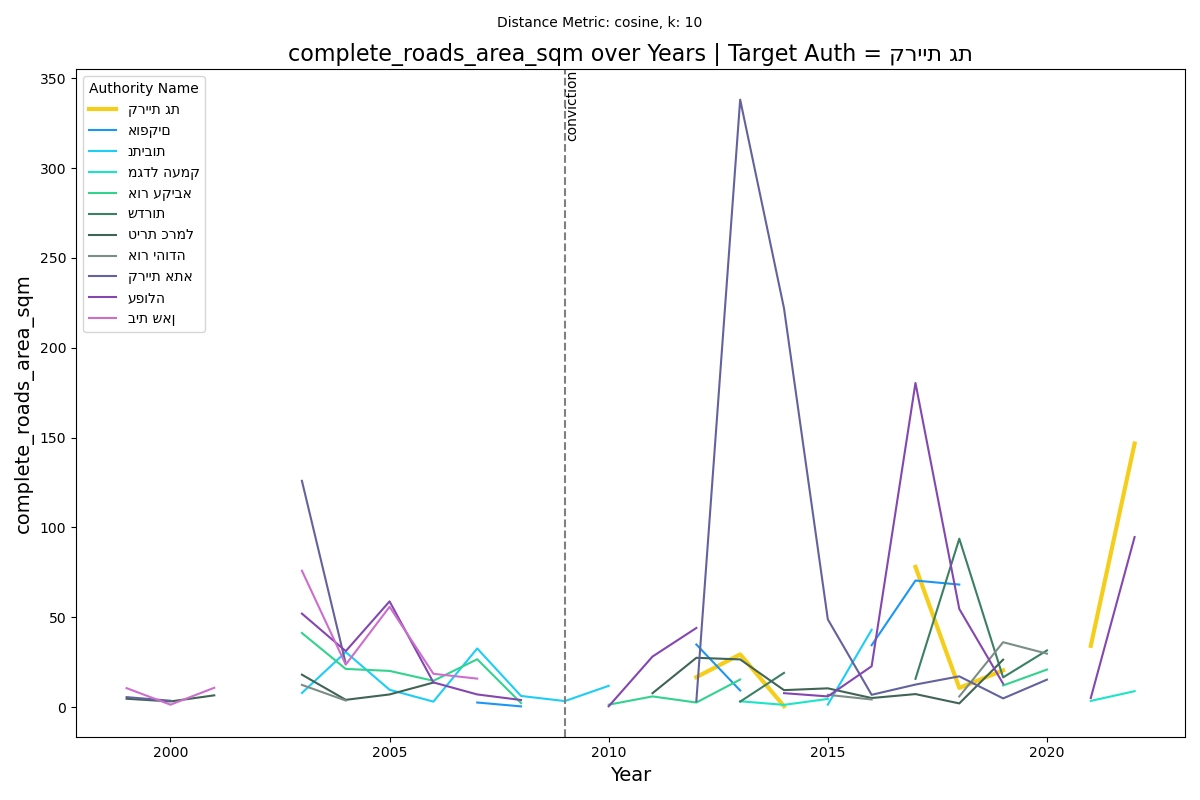 Distance Metric: cosine, k: 10
complete_roads_area_sqm over Years | Target Auth = קריית גת
conviction
Authority Name
קריית גת
אופקים
נתיבות
מגדל העמק
אור עקיבא
שדרות
טירת כרמל
אור יהודה
קריית אתא
עפולה
בית שאן
complete_roads_area_sqm
350
300
250
200
150
100
50
0
2000
2005
2010
2015
2020
Year